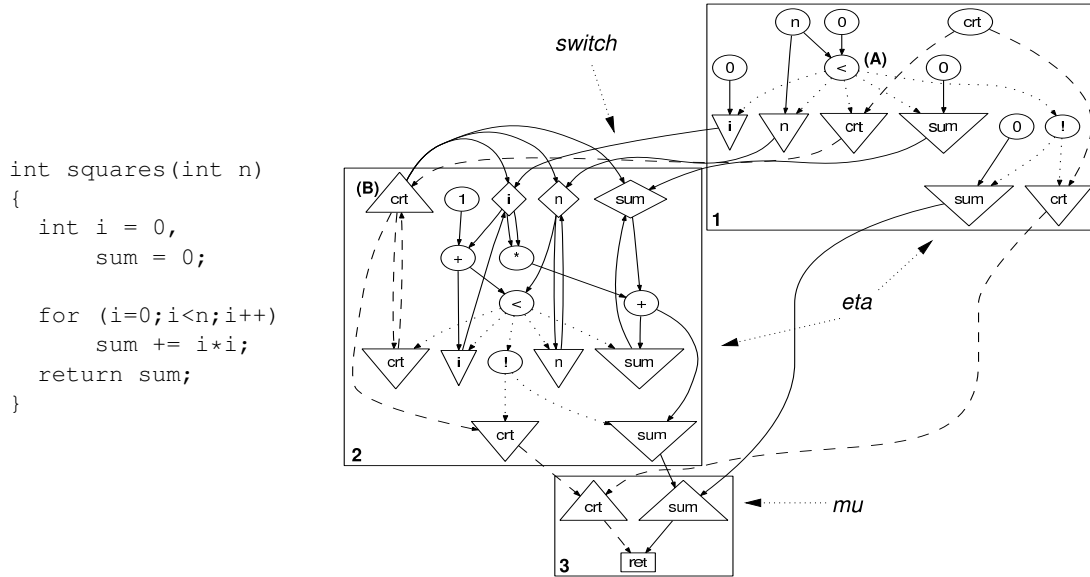 int squares(int n)
{
int i = 0,
sum = 0;
for (i=0;i<n;i++)
sum += i*i;
return sum;
}
switch
n 0 crt
0 < (A) 0
i n crt sum 0 !
sum crt
1
(B) crt 1 i n sum
+ *
< +
crt i ! n sum
crt sum
2
eta
crt sum
mu
ret
3